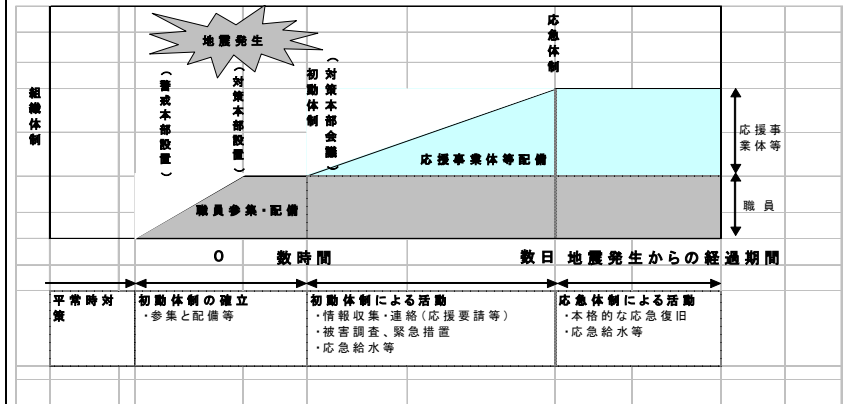 地震発生
組織体制
（警戒本部設置）
（対策本部設置）
初動体制
（対策本部会議）
応急体制
応援事業体等配備
応援事
業体等
職員参集・配備
職員
0
数時間
数日
地震発生からの経過期間
平常時対
策
初動体制の確立
・参集と配備等
初動体制による活動
・情報収集・連絡（応援要請等）
・被害調査、緊急措置
・応急給水等
応急体制による活動
・本格的な応急復旧
・応急給水等